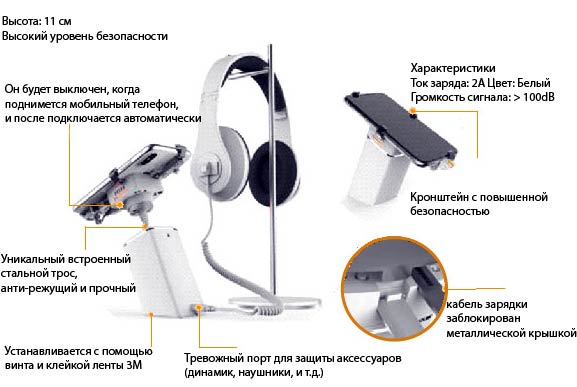 Высота: 11 см
Высокий уровень безопасности
Он будет выключен, когда
поднимется мобильный телефон,
и после подключается автоматически
Характеристики
Ток заряда: 2А Цвет: Белый
Громкость сигнала: > 100dB
Кронштейн с повышенной
безопасностью
Уникальный встроенный
стальной трос,
анти-режущий и прочный
кабель зарядки
заблокирован
металлической крышкой
Устанавливается с помощью
винта и клейкой ленты 3М
Тревожный порт для защиты аксессуаров
(динамик, наушники, и т.д.)